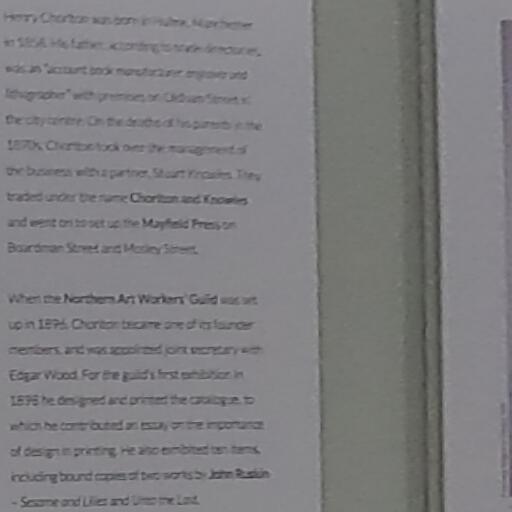 Henry Chorlton was born in Hulme, Manchester
in 1858. His father, according to trade directories,
was an "account book manufacturer, engraver and
lithographer" with premises on Oldham Street in
the city centre. On the deaths of his parents in the
1870s, Chorlton took over the management of
the business with a partner, Stuart Knowles. They
traded under the name Chorlton and Knowles
and went on to set up the Mayfield Press on
Boardman Street and Mosley Street.
When the Northern Art Workers' Guild was set
up in 1896, Chorlton became one of its founder
members, and was appointed joint secretary with
Edgar Wood. For the guild's first exhibition in
1898 he designed and printed the catalogue, to
which he contributed an essay on the importance
of design in printing. He also exhibited ten items,
including bound copies of two works by John Ruskin
– Sesame and Lilies and Unto the Last.